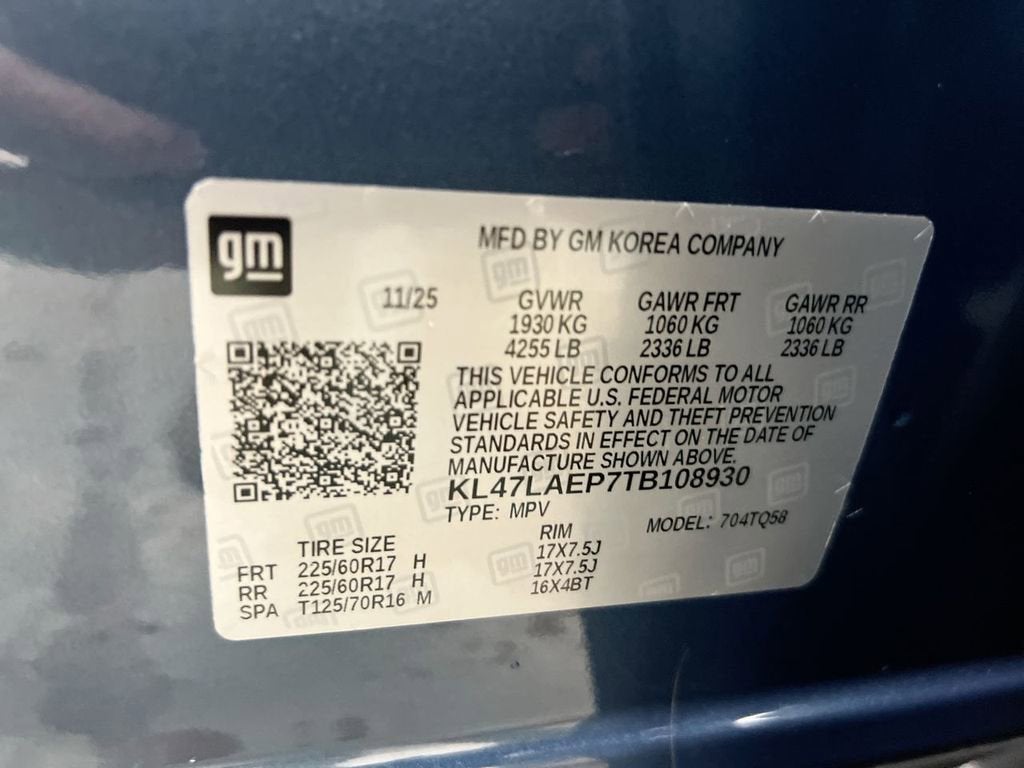 gm
MFD BY GM KOREA COMPANY
11/25
GVWR GAWR FRT GAWR RR
1930 KG 1060 KG 1060 KG
4255 LB 2336 LB 2336 LB
THIS VEHICLE CONFORMS TO ALL
APPLICABLE U.S. FEDERAL MOTOR
VEHICLE SAFETY AND THEFT PREVENTION
STANDARDS IN EFFECT ON THE DATE OF
MANUFACTURE SHOWN ABOVE.
KL47LAEP7TB108930
TYPE: MPV MODEL: 704TQ58
TIRE SIZE RIM
FRT 225/60R17 H 17X7.5J
RR 225/60R17 H 17X7.5J
SPA T125/70R16 M 16X4BT